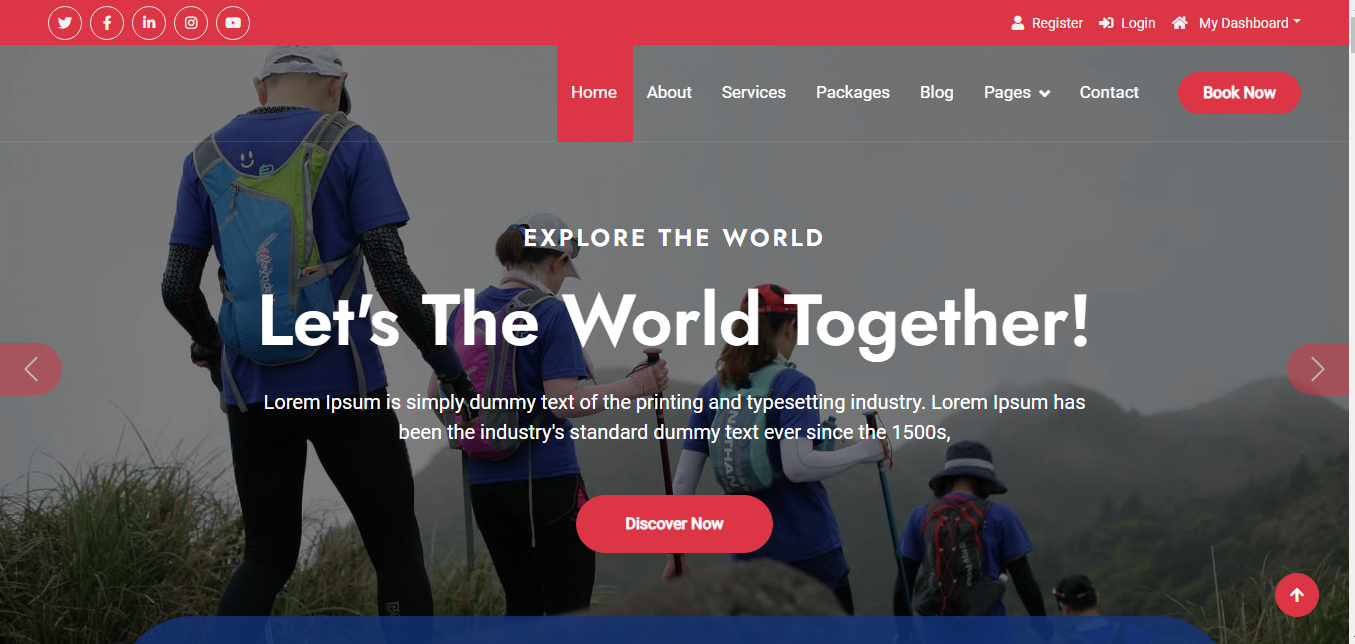 Register Login My Dashboard
Home About Services Packages Blog Pages Contact Book Now
EXPLORE THE WORLD
Let's The World Together!
Lorem Ipsum is simply dummy text of the printing and typesetting industry. Lorem Ipsum has
been the industry's standard dummy text ever since the 1500s,
Discover Now